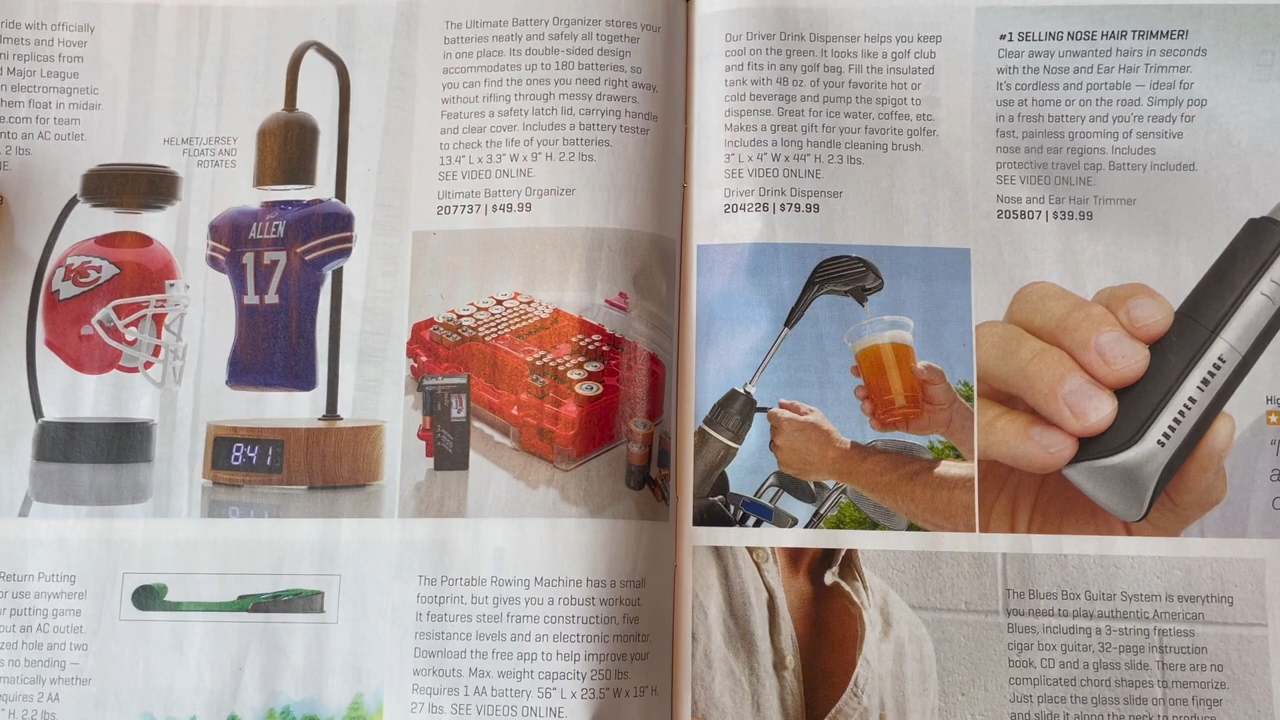 ride with officially
lmets and Hover
ni replicas from
d Major League
n electromagnetic
hem float in midair.
e.com for team
nto an AC outlet.
. 2 lbs.
NE.
HELMET/JERSEY
FLOATS AND
ROTATES
KC
ALLEN
17
8:41
The Ultimate Battery Organizer stores your
batteries neatly and safely all together
in one place. Its double-sided design
accommodates up to 180 batteries, so
you can find the ones you need right away,
without rifling through messy drawers.
Features a safety latch lid, carrying handle
and clear cover. Includes a battery tester
to check the life of your batteries.
13.4" L x 3.3" W x 9" H. 2.2 lbs.
SEE VIDEO ONLINE.
Ultimate Battery Organizer
207737 | $49.99
Return Putting
or use anywhere!
ur putting game
out an AC outlet.
zed hole and two
s no bending —
matically whether
equires 2 AA
" H. 2.2 lbs.
The Portable Rowing Machine has a small
footprint, but gives you a robust workout.
It features steel frame construction, five
resistance levels and an electronic monitor.
Download the free app to help improve your
workouts. Max. weight capacity 250 lbs.
Requires 1 AA battery. 56" L x 23.5" W x 19" H.
27 lbs. SEE VIDEOS ONLINE.
Our Driver Drink Dispenser helps you keep
cool on the green. It looks like a golf club
and fits in any golf bag. Fill the insulated
tank with 48 oz. of your favorite hot or
cold beverage and pump the spigot to
dispense. Great for ice water, coffee, etc.
Makes a great gift for your favorite golfer.
Includes a long handle cleaning brush.
3" L x 4" W x 44" H. 2.3 lbs.
SEE VIDEO ONLINE.
Driver Drink Dispenser
204226 | $79.99
#1 SELLING NOSE HAIR TRIMMER!
Clear away unwanted hairs in seconds
with the Nose and Ear Hair Trimmer.
It's cordless and portable — ideal for
use at home or on the road. Simply pop
in a fresh battery and you're ready for
fast, painless grooming of sensitive
nose and ear regions. Includes
protective travel cap. Battery included.
SEE VIDEO ONLINE.
Nose and Ear Hair Trimmer
205807 | $39.99
SHARPER IMAGE
Hig
The Blues Box Guitar System is everything
you need to play authentic American
Blues, including a 3-string fretless
cigar box guitar, 32-page instruction
book, CD and a glass slide. There are no
complicated chord shapes to memorize.
Just place the glass slide on one finger
and slide it along the neck to produce